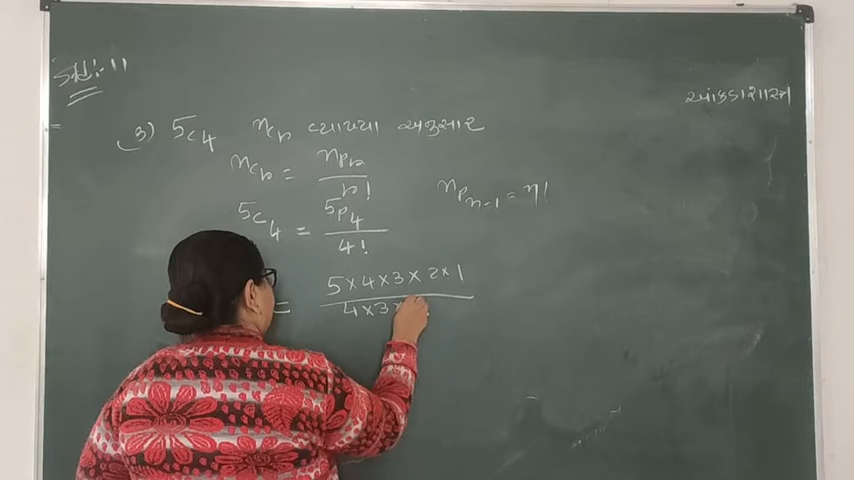 ધો:- 11
સંકડારાસ્ત્ર
3) 5C4 nCr વ્યાખ્યા અનુસાર
nCr = nPr / r!
nPn-1 = n!
5C4 = 5P4 / 4!
= 5×4×3×2×1 / 4×3×